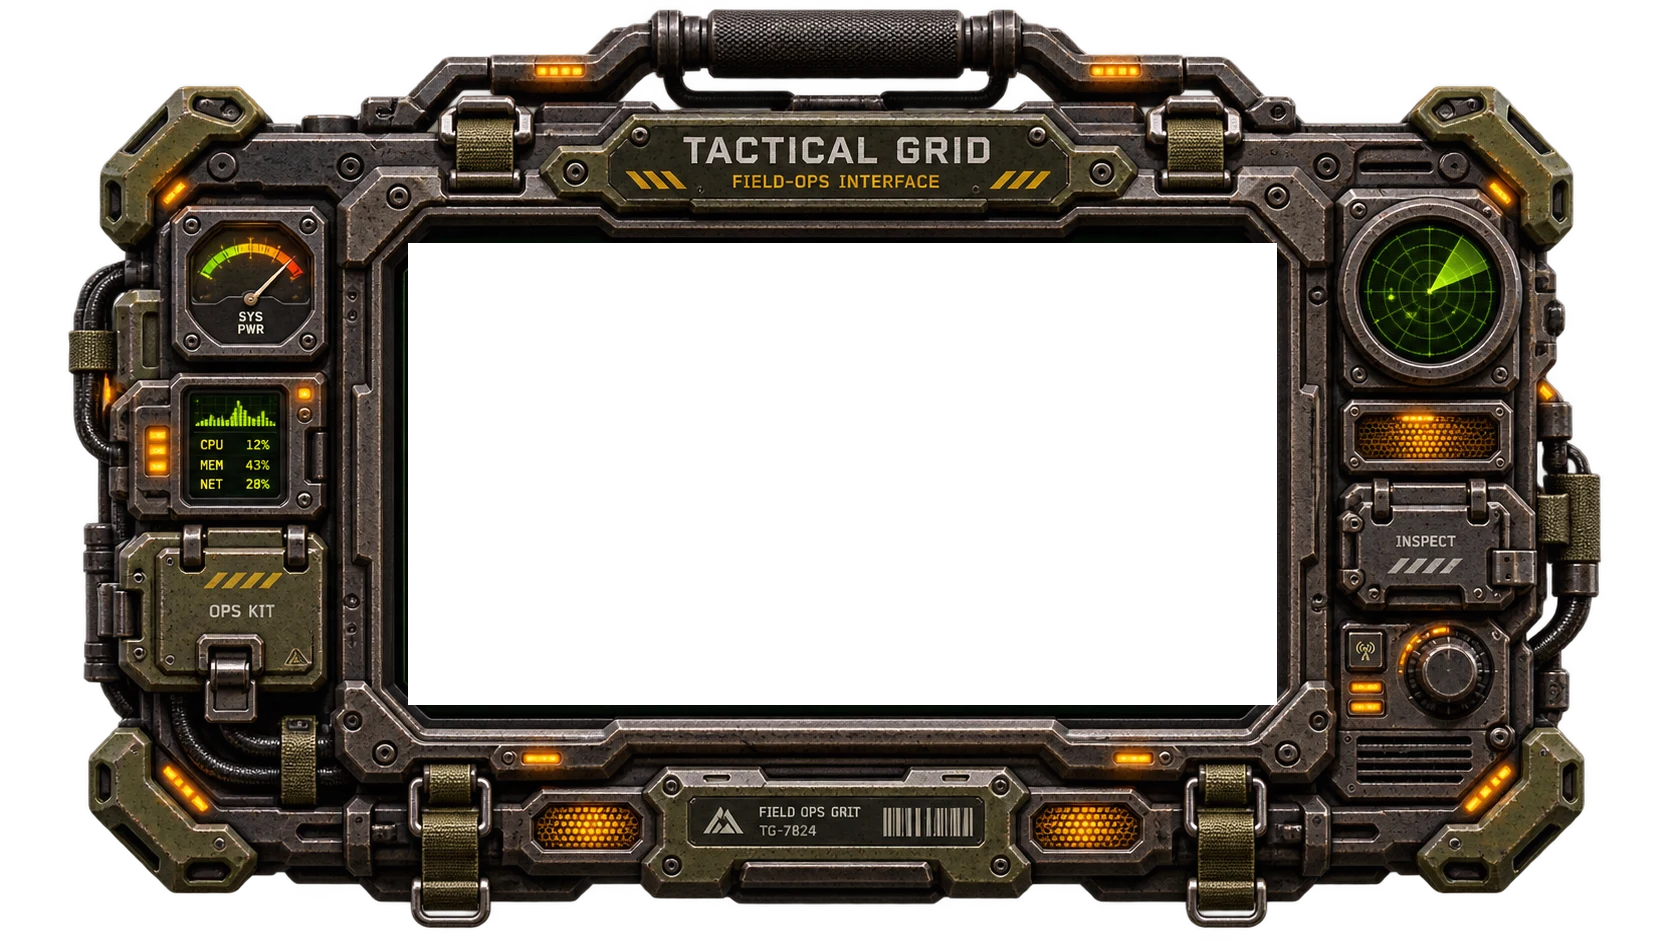 TACTICAL GRID
FIELD-OPS INTERFACE
SYS
PWR
CPU 12%
MEM 43%
NET 28%
OPS KIT
INSPECT
FIELD OPS GRIT
TG-7824